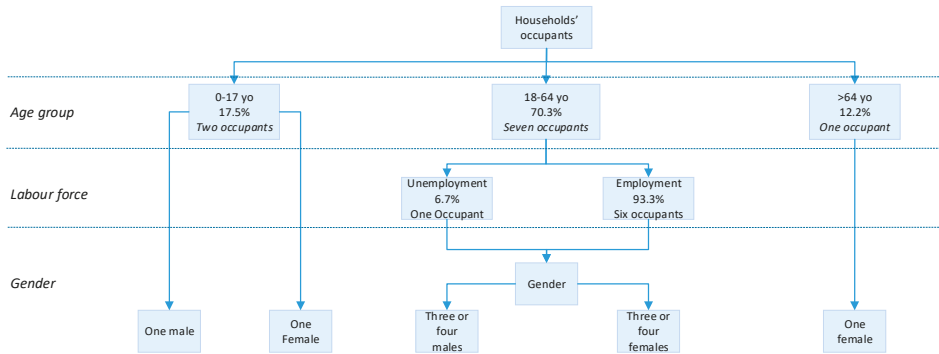 Households'
occupants
Age group
0-17 yo
17.5%
Two occupants
18-64 yo
70.3%
Seven occupants
>64 yo
12.2%
One occupant
Labour force
Unemployment
6.7%
One Occupant
Employment
93.3%
Six occupants
Gender
Gender
One male
One
Female
Three or
four
males
Three or
four
females
One
female